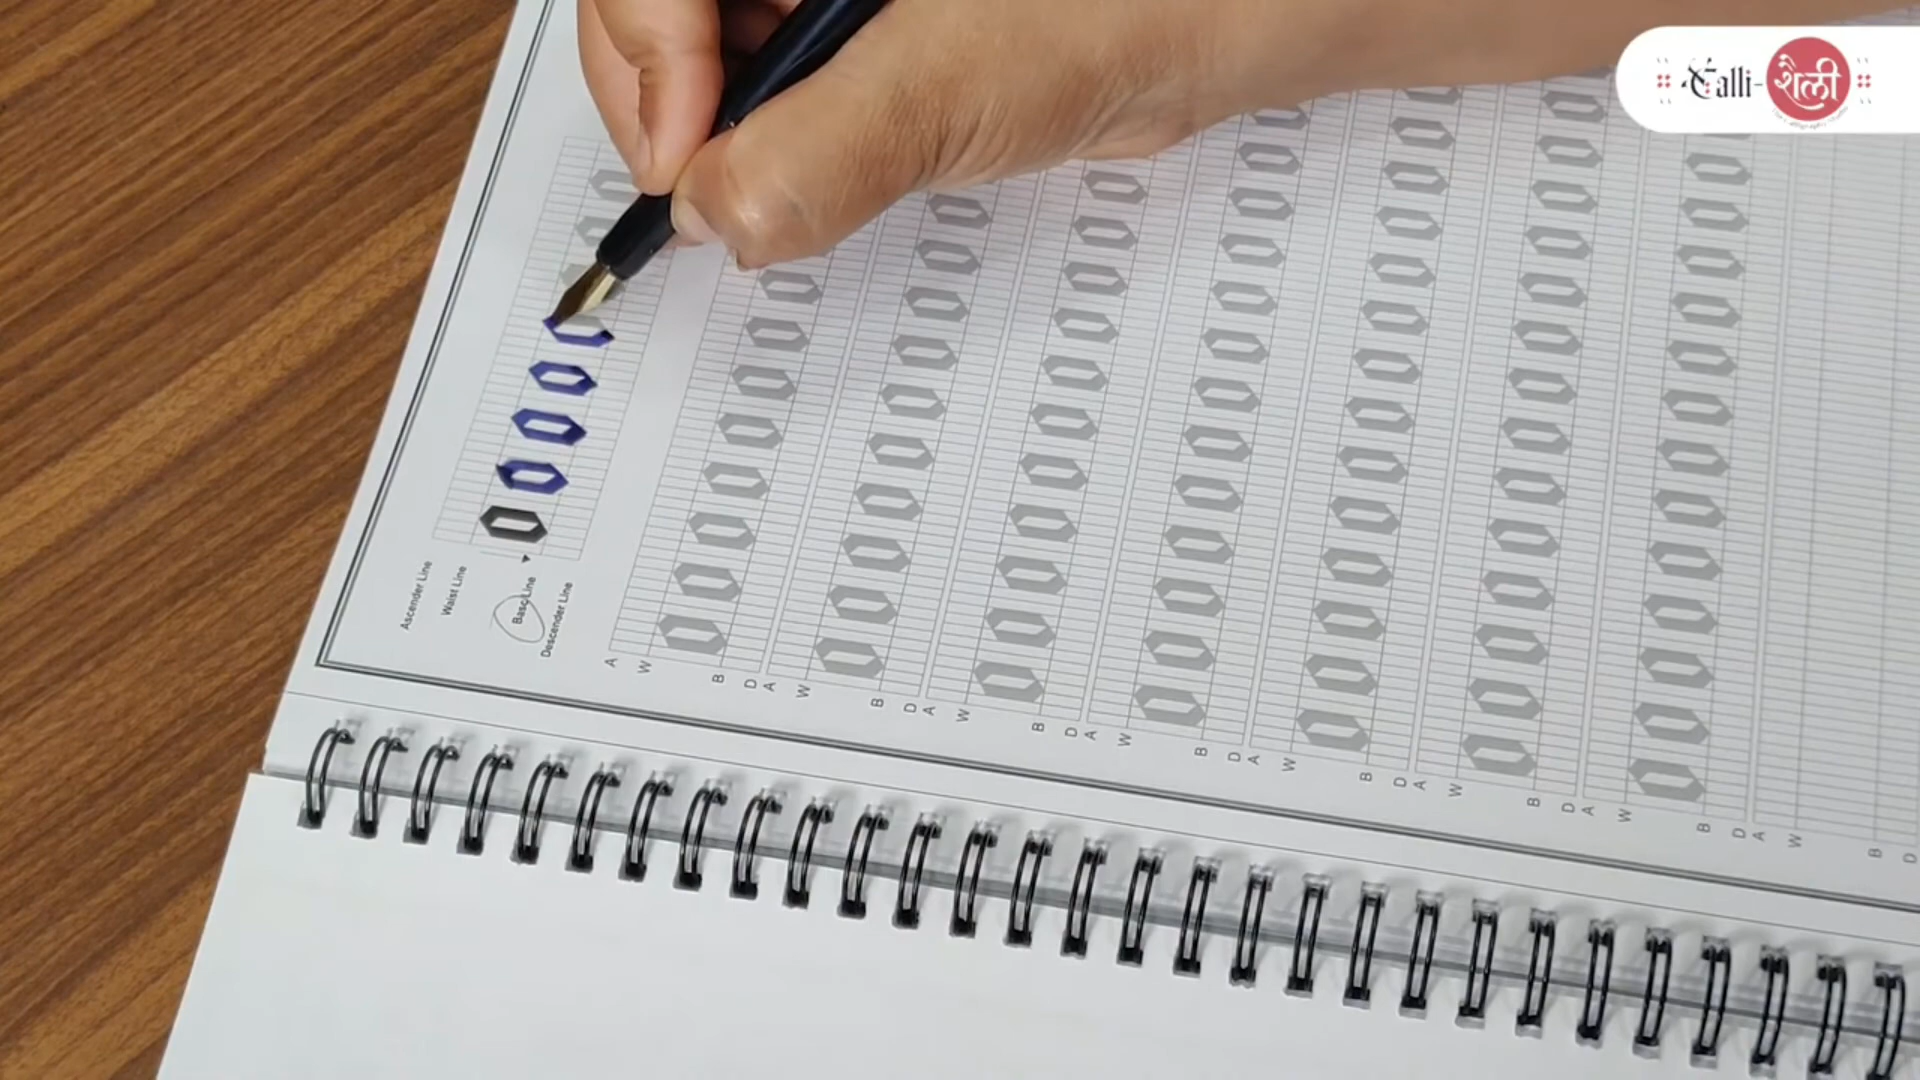 Calli-शैली
Ascender Line
Waist Line
Base Line
Descender Line
A W B D A W B D A W B D A W B D A W B D A W B D A W B D A W B D